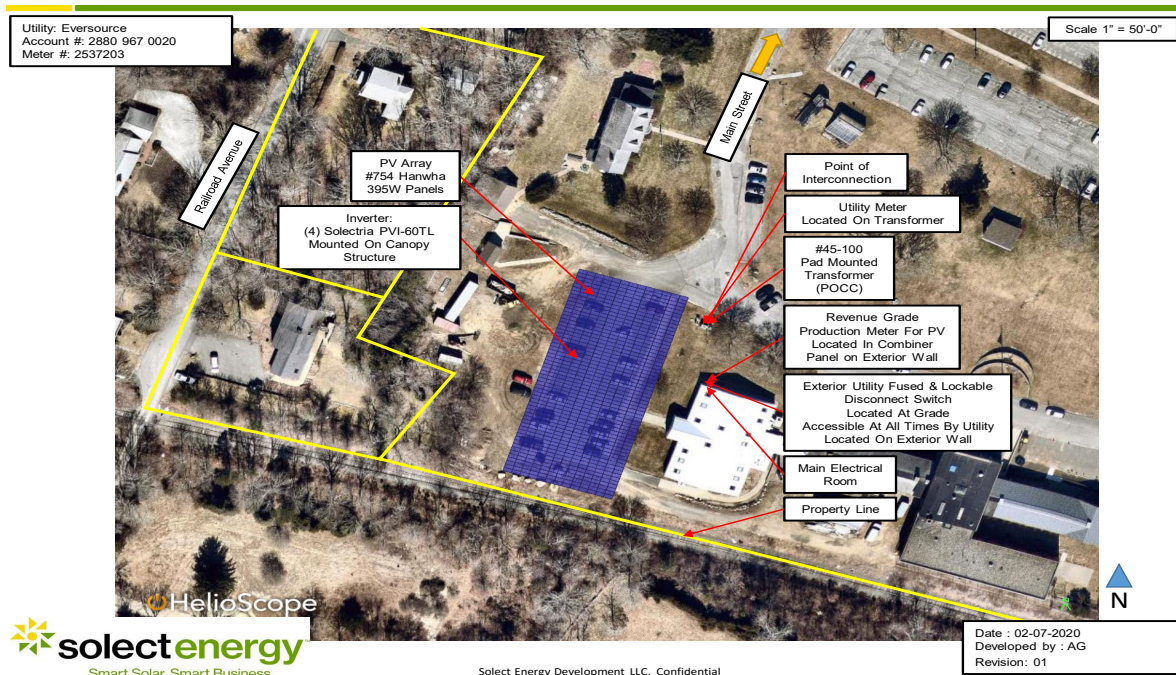 Utility: Eversource
Account #: 2880 967 0020
Meter #: 2537203
Scale 1” = 50’-0”
Main Street
Railroad Avenue
PV Array
#754 Hanwha
395W Panels
Inverter:
(4) Solectria PVI-60TL
Mounted On Canopy
Structure
Point of
Interconnection
Utility Meter
Located On Transformer
#45-100
Pad Mounted
Transformer
(POCC)
Revenue Grade
Production Meter For PV
Located In Combiner
Panel on Exterior Wall
Exterior Utility Fused & Lockable
Disconnect Switch
Located At Grade
Accessible At All Times By Utility
Located On Exterior Wall
Main Electrical
Room
Property Line
HelioScope
N
solect energy
Smart Solar. Smart Business.
Solect Energy Development LLC. Confidential
Date : 02-07-2020
Developed by : AG
Revision: 01